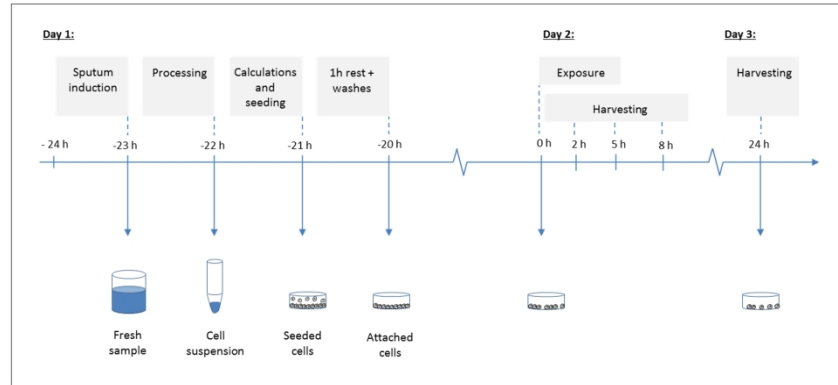 Day 1:
Day 2:
Day 3:
Sputum
induction
Processing
Calculations
and
seeding
1h rest +
washes
Exposure
Harvesting
Harvesting
- 24 h
-23 h
-22 h
-21 h
-20 h
0 h
2 h
5 h
8 h
24 h
Fresh
sample
Cell
suspension
Seeded
cells
Attached
cells